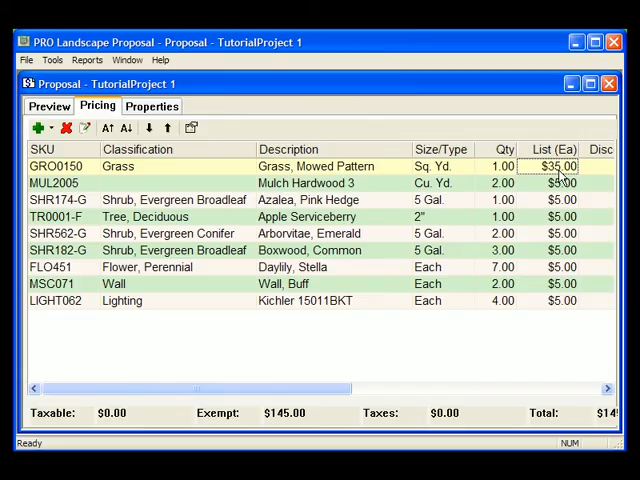 PRO Landscape Proposal - Proposal - TutorialProject 1
File Tools Reports Window Help
Proposal - TutorialProject 1
Preview Pricing Properties
SKU Classification Description Size/Type Qty List (Ea) Disc
GRO0150 Grass Grass, Mowed Pattern Sq. Yd. 1.00 $35.00
MUL2005 Mulch Hardwood 3 Cu. Yd. 2.00 $5.00
SHR174-G Shrub, Evergreen Broadleaf Azalea, Pink Hedge 5 Gal. 1.00 $5.00
TR0001-F Tree, Deciduous Apple Serviceberry 2" 1.00 $5.00
SHR562-G Shrub, Evergreen Conifer Arborvitae, Emerald 5 Gal. 2.00 $5.00
SHR182-G Shrub, Evergreen Broadleaf Boxwood, Common 5 Gal. 3.00 $5.00
FLO451 Flower, Perennial Daylily, Stella Each 7.00 $5.00
MSC071 Wall Wall, Buff Each 2.00 $5.00
LIGHT062 Lighting Kichler 15011BKT Each 4.00 $5.00
Taxable: $0.00 Exempt: $145.00 Taxes: $0.00 Total: $14
Ready NUM